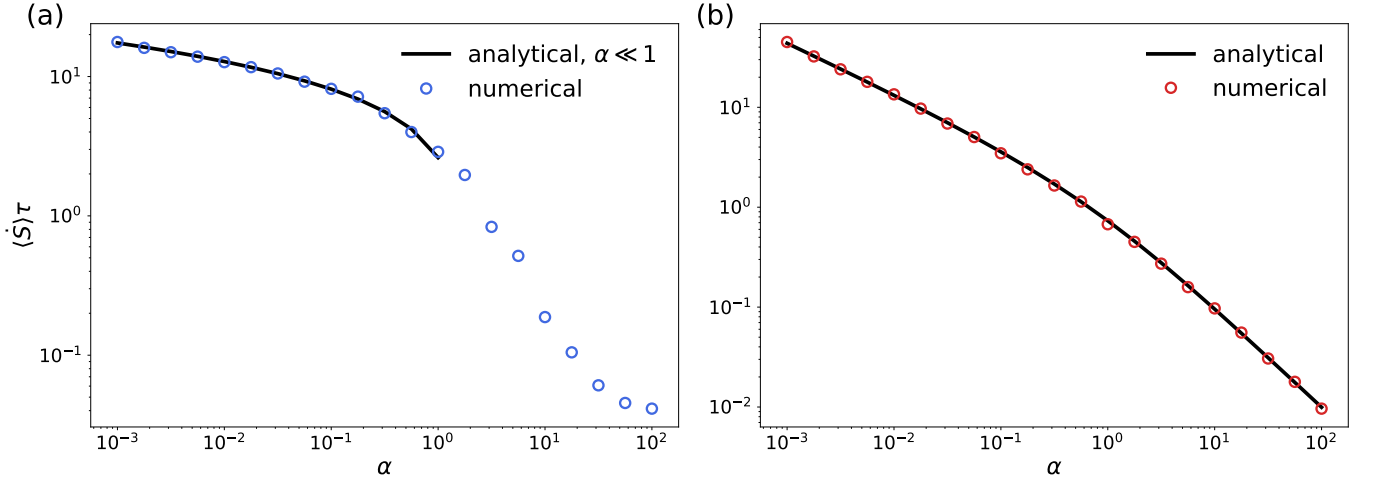 (a)
analytical, α ≪ 1
numerical
10¹
10⁰
10⁻¹
⟨Ṡ⟩τ
10⁻³ 10⁻² 10⁻¹ 10⁰ 10¹ 10²
α
(b)
analytical
numerical
10¹
10⁰
10⁻¹
10⁻²
10⁻³ 10⁻² 10⁻¹ 10⁰ 10¹ 10²
α